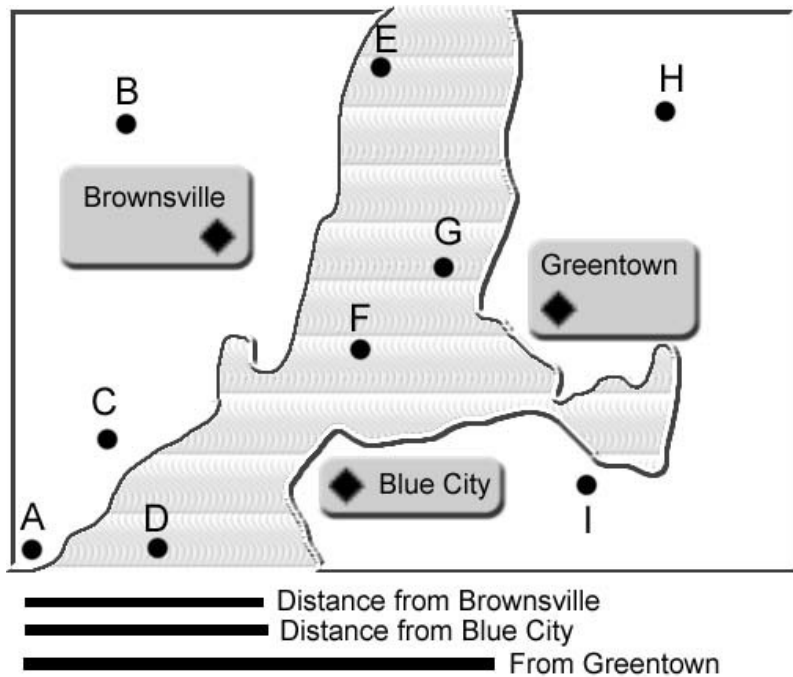 E
B
H
Brownsville
G
Greentown
F
C
Blue City
A
D
I
Distance from Brownsville
Distance from Blue City
From Greentown